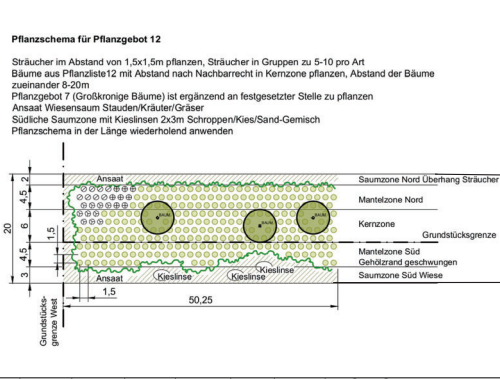 Pflanzschema für Pflanzgebot 12
Sträucher im Abstand von 1,5x1,5m pflanzen, Sträucher in Gruppen zu 5-10 pro Art
Bäume aus Pflanzliste12 mit Abstand nach Nachbarrecht in Kernzone pflanzen, Abstand der Bäume
zueinander 8-20m
Pflanzgebot 7 (Großkronige Bäume) ist ergänzend an festgesetzter Stelle zu pflanzen
Ansaat Wiesensaum Stauden/Kräuter/Gräser
Südliche Saumzone mit Kieslinsen 2x3m Schroppen/Kies/Sand-Gemisch
Pflanzschema in der Länge wiederholend anwenden
2
Ansaat
Saumzone Nord Überhang Sträucher
4,5
Mantelzone Nord
20
6
1,5
BAUM
BAUM
BAUM
Kernzone
Grundstücksgrenze
4,5
Mantelzone Süd
Gehölzrand geschwungen
3
Ansaat
Kieslinse
Kieslinse
Kieslinse
Saumzone Süd Wiese
1,5
50,25
Grundstücks-
grenze West